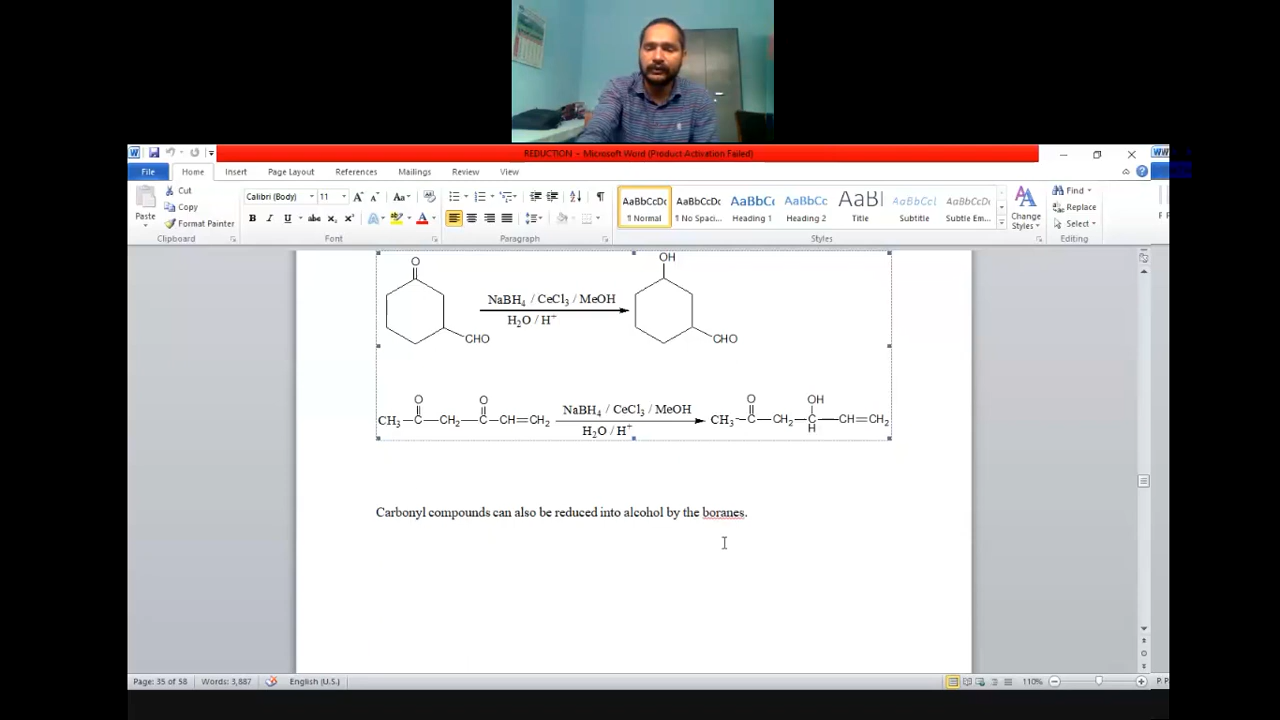 REDUCTION - Microsoft Word (Product Activation Failed)
File Home Insert Page Layout References Mailings Review View
Cut
Copy
Format Painter
Paste
Calibri (Body) 11
AaBbCcDc AaBbCcDc AaBbCc AaBbCc AaBl AaBbCcl AaBbCcDc
¶ Normal ¶ No Spaci... Heading 1 Heading 2 Title Subtitle Subtle Em...
Change Styles
Find
Replace
Select
Clipboard Font Paragraph Styles Editing
O OH
NaBH4 / CeCl3 / MeOH
H2O / H+
CHO CHO
O O O OH
CH3-C-CH2-C-CH=CH2 NaBH4 / CeCl3 / MeOH CH3-C-CH2-C-CH=CH2
H2O / H+ H
Carbonyl compounds can also be reduced into alcohol by the boranes.
Page: 35 of 58 Words: 3,887 English (U.S.) 110%